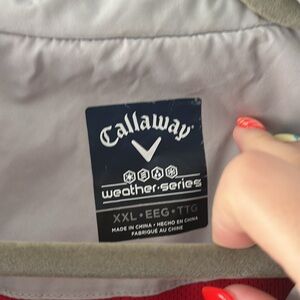 Callaway
weather·series
XXL•EEG•TTG
MADE IN CHINA • HECHO EN CHINA
FABRIQUÉ AU CHINE